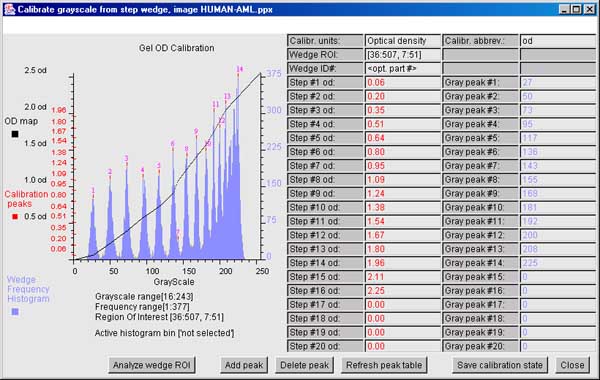 Calibrate grayscale from step wedge, image HUMAN-AML.ppx
Gel OD Calibration
2.5 od
2.0 od
OD map
1.5 od
1.0 od
Calibration
peaks
0.5 od
Wedge
Frequency
Histogram
1.96
1.80
1.67
1.54
1.38
1.24
1.09
0.95
0.80
0.64
0.51
0.35
0.20
0.06
1
2
3
4
5
6
7
8
9
10
11
12
13
14
375
300
225
150
75
0
0
50
100
150
200
250
GrayScale
Grayscale range[16:243]
Frequency range[1:377]
Region Of Interest [36:507, 7:51]
Active histogram bin ['not selected']
Calibr. units: Optical density Calibr. abbrev.: od
Wedge ROI: [36:507, 7:51]
Wedge ID#: <opt. part #>
Step #1 od: 0.06 Gray peak #1: 27
Step #2 od: 0.20 Gray peak #2: 50
Step #3 od: 0.35 Gray peak #3: 73
Step #4 od: 0.51 Gray peak #4: 95
Step #5 od: 0.64 Gray peak #5: 117
Step #6 od: 0.80 Gray peak #6: 136
Step #7 od: 0.95 Gray peak #7: 143
Step #8 od: 1.09 Gray peak #8: 155
Step #9 od: 1.24 Gray peak #9: 168
Step #10 od: 1.38 Gray peak #10: 181
Step #11 od: 1.54 Gray peak #11: 192
Step #12 od: 1.67 Gray peak #12: 200
Step #13 od: 1.80 Gray peak #13: 208
Step #14 od: 1.96 Gray peak #14: 225
Step #15 od: 2.11 Gray peak #15: 0
Step #16 od: 2.25 Gray peak #16: 0
Step #17 od: 0.00 Gray peak #17: 0
Step #18 od: 0.00 Gray peak #18: 0
Step #19 od: 0.00 Gray peak #19: 0
Step #20 od: 0.00 Gray peak #20: 0
Analyze wedge ROI Add peak Delete peak Refresh peak table Save calibration state Close